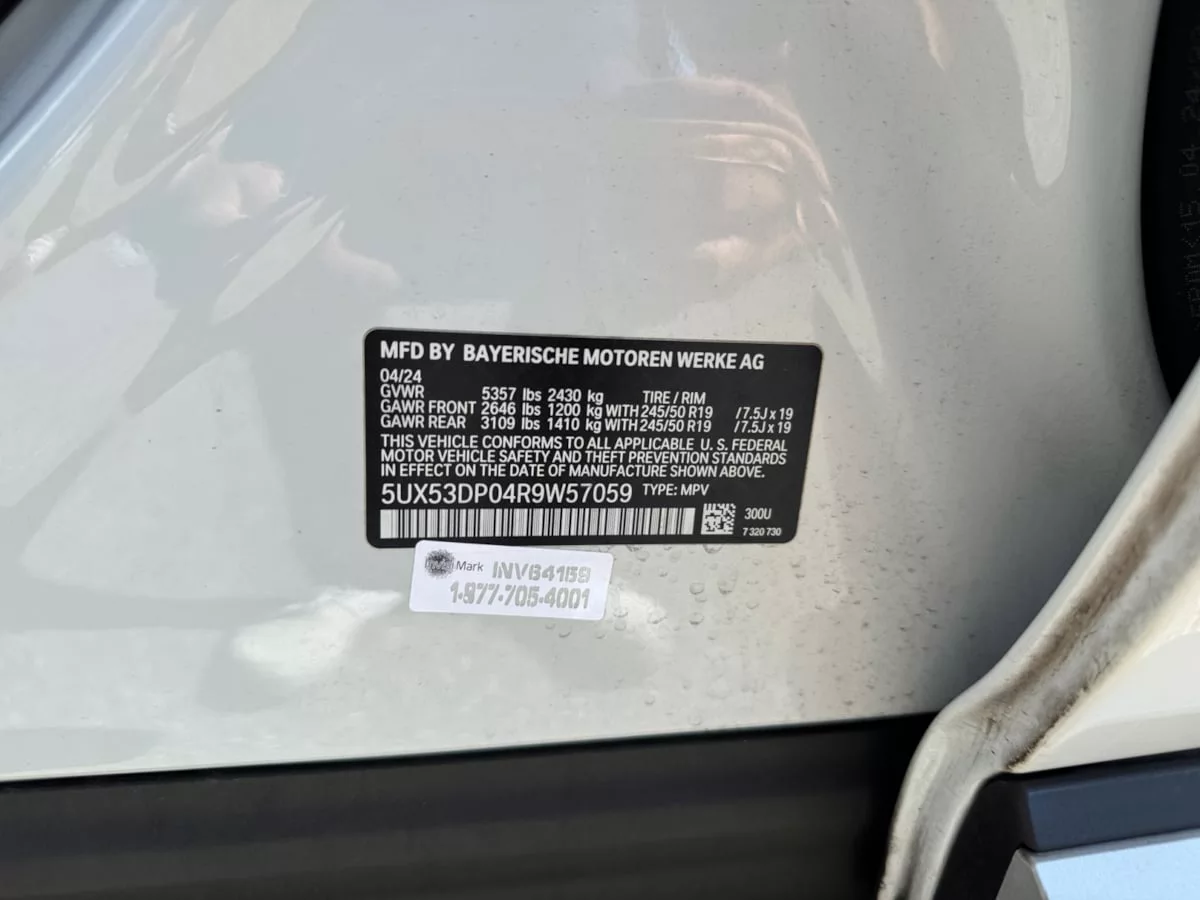 MFD BY BAYERISCHE MOTOREN WERKE AG
04/24
GVWR 5357 lbs 2430 kg TIRE / RIM
GAWR FRONT 2646 lbs 1200 kg WITH 245/50 R19 /7.5J x 19
GAWR REAR 3109 lbs 1410 kg WITH 245/50 R19 /7.5J x 19
THIS VEHICLE CONFORMS TO ALL APPLICABLE U. S. FEDERAL
MOTOR VEHICLE SAFETY AND THEFT PREVENTION STANDARDS
IN EFFECT ON THE DATE OF MANUFACTURE SHOWN ABOVE.
5UX53DP04R9W57059 TYPE: MPV
300U
7 320 730
Mark INV64159
1-877-705-4001